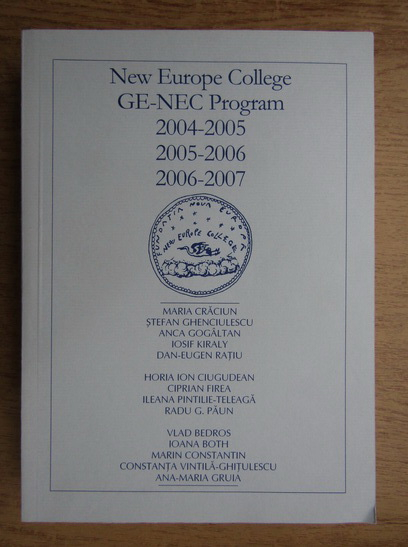 New Europe College
GE-NEC Program
2004-2005
2005-2006
2006-2007
FUNDATIA NOUA EUROPA
NEW EUROPE COLLEGE
MARIA CRĂCIUN
ŞTEFAN GHENCIULESCU
ANCA GOGÂLTAN
IOSIF KIRALY
DAN-EUGEN RAŢIU
HORIA ION CIUGUDEAN
CIPRIAN FIREA
ILEANA PINTILIE-TELEAGĂ
RADU G. PĂUN
VLAD BEDROS
IOANA BOTH
MARIN CONSTANTIN
CONSTANŢA VINTILĂ-GHIŢULESCU
ANA-MARIA GRUIA